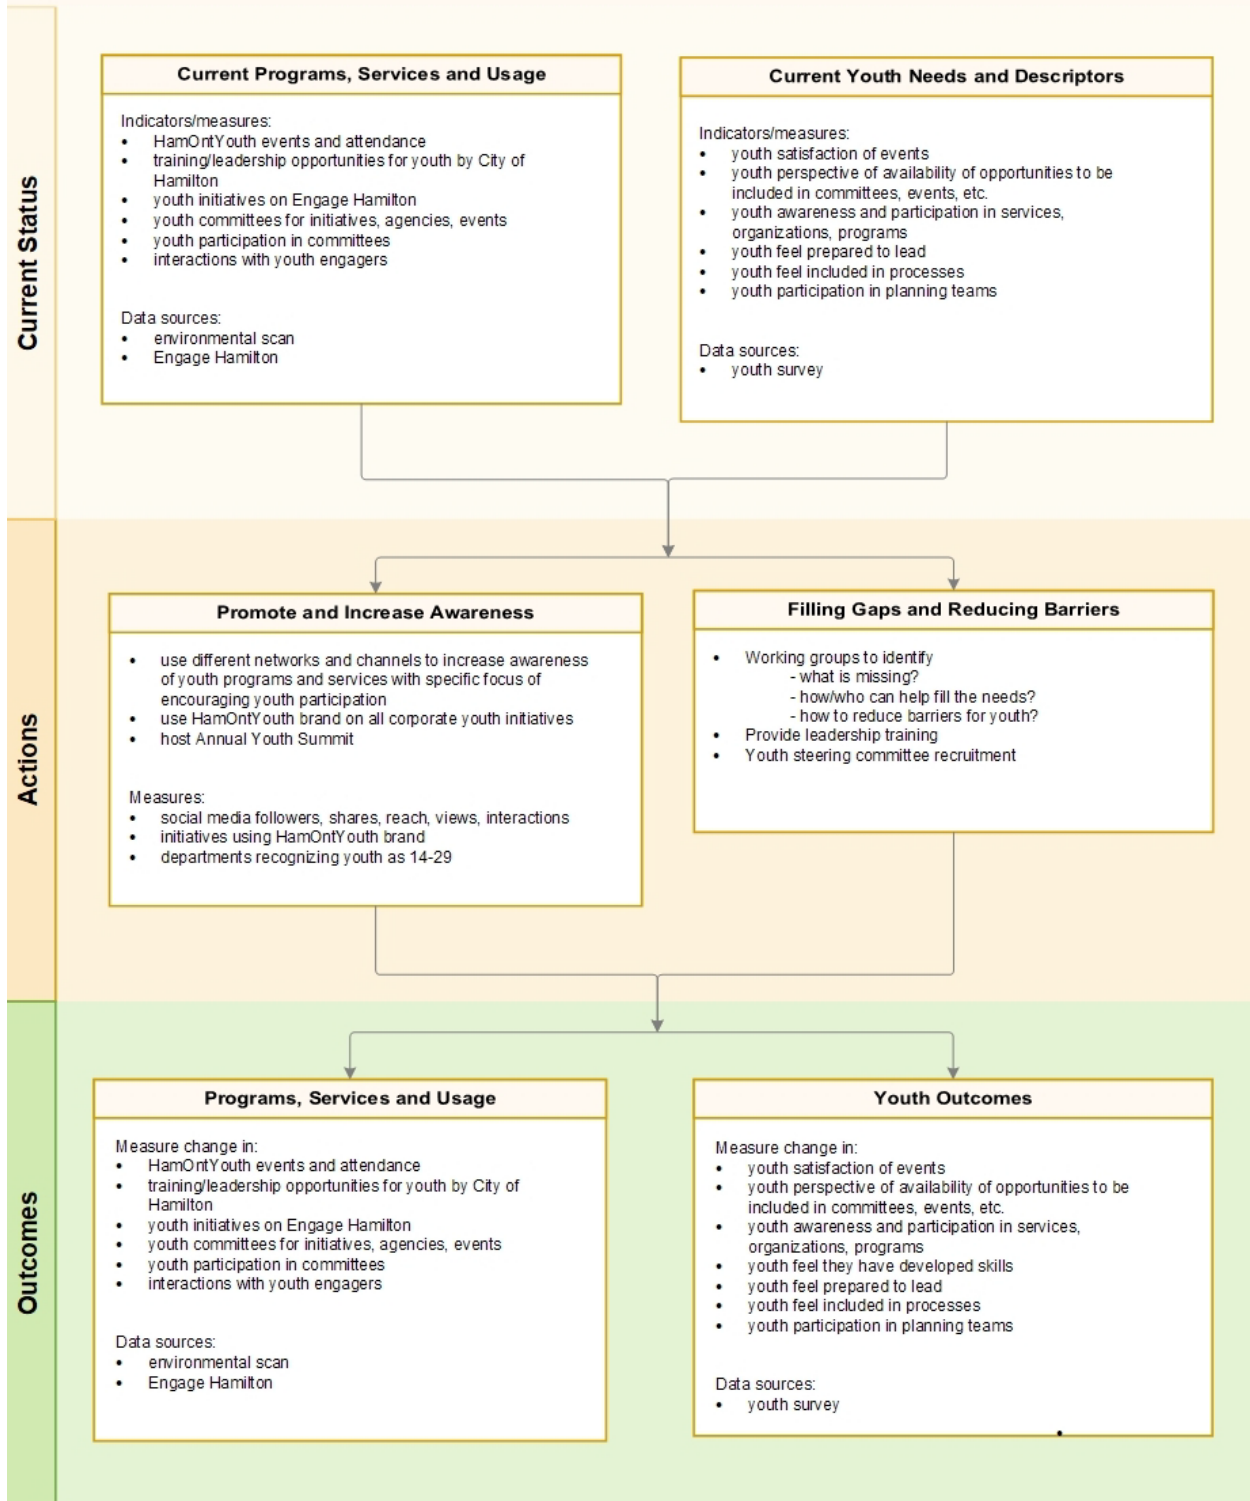 Current Status
Current Programs, Services and Usage
Indicators/measures:
• HamOntYouth events and attendance
• training/leadership opportunities for youth by City of
Hamilton
• youth initiatives on Engage Hamilton
• youth committees for initiatives, agencies, events
• youth participation in committees
• interactions with youth engagers
Data sources:
• environmental scan
• Engage Hamilton
Current Youth Needs and Descriptors
Indicators/measures:
• youth satisfaction of events
• youth perspective of availability of opportunities to be
included in committees, events, etc.
• youth awareness and participation in services,
organizations, programs
• youth feel prepared to lead
• youth feel included in processes
• youth participation in planning teams
Data sources:
• youth survey
Actions
Promote and Increase Awareness
• use different networks and channels to increase awareness
of youth programs and services with specific focus of
encouraging youth participation
• use HamOntYouth brand on all corporate youth initiatives
• host Annual Youth Summit
Measures:
• social media followers, shares, reach, views, interactions
• initiatives using HamOntYouth brand
• departments recognizing youth as 14-29
Filling Gaps and Reducing Barriers
• Working groups to identify
- what is missing?
- how/who can help fill the needs?
- how to reduce barriers for youth?
• Provide leadership training
• Youth steering committee recruitment
Outcomes
Programs, Services and Usage
Measure change in:
• HamOntYouth events and attendance
• training/leadership opportunities for youth by City of
Hamilton
• youth initiatives on Engage Hamilton
• youth committees for initiatives, agencies, events
• youth participation in committees
• interactions with youth engagers
Data sources:
• environmental scan
• Engage Hamilton
Youth Outcomes
Measure change in:
• youth satisfaction of events
• youth perspective of availability of opportunities to be
included in committees, events, etc.
• youth awareness and participation in services,
organizations, programs
• youth feel they have developed skills
• youth feel prepared to lead
• youth feel included in processes
• youth participation in planning teams
Data sources:
• youth survey
•